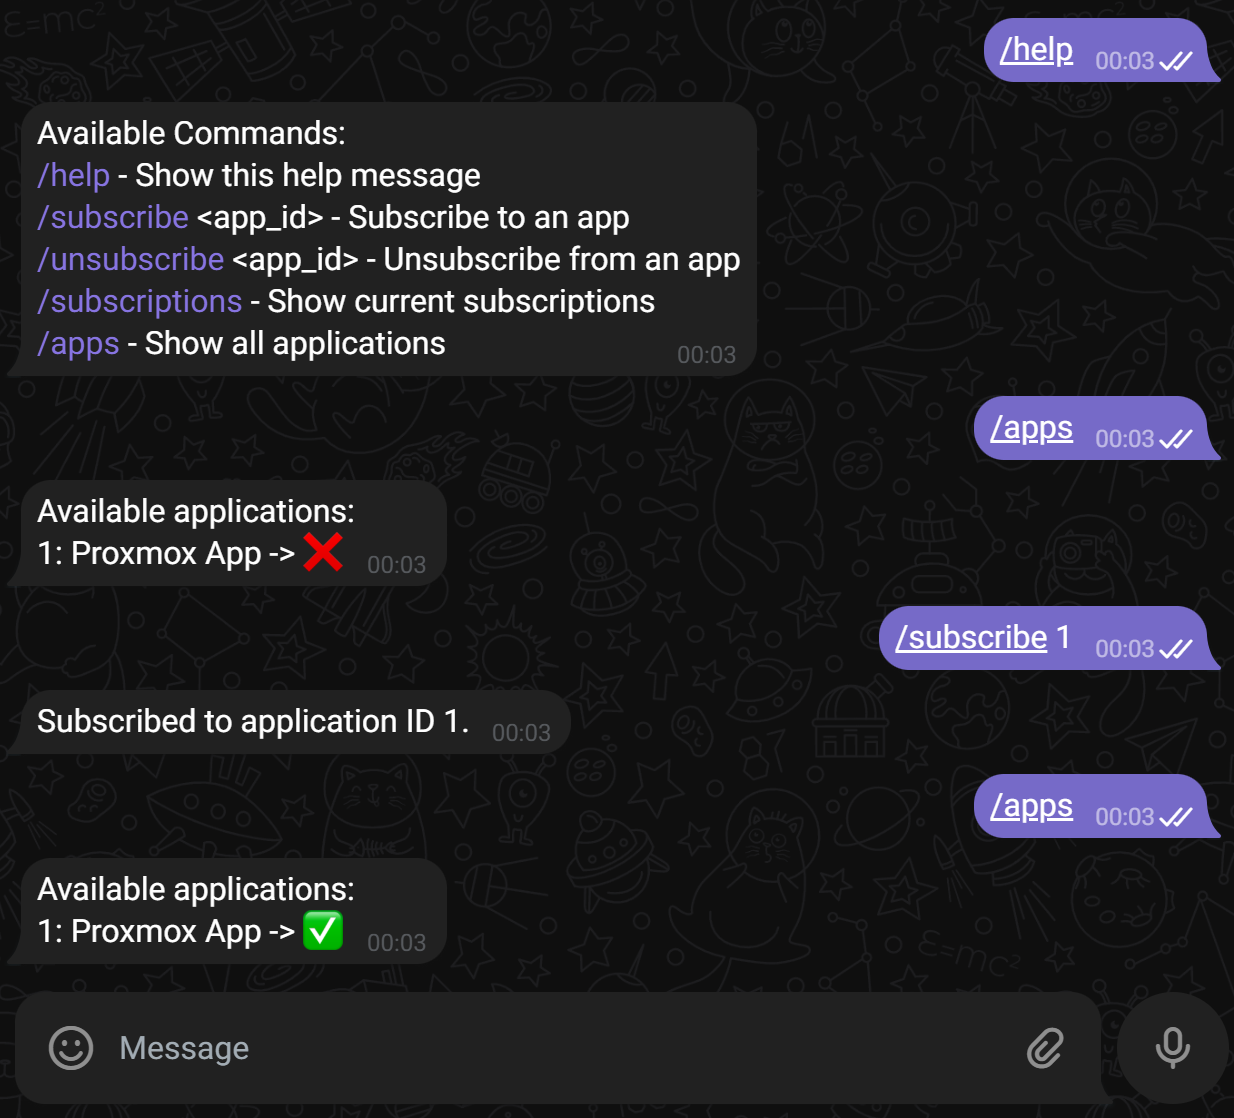 /help 00:03
Available Commands:
/help - Show this help message
/subscribe <app_id> - Subscribe to an app
/unsubscribe <app_id> - Unsubscribe from an app
/subscriptions - Show current subscriptions
/apps - Show all applications 00:03
/apps 00:03
Available applications:
1: Proxmox App -> ❌ 00:03
/subscribe 1 00:03
Subscribed to application ID 1. 00:03
/apps 00:03
Available applications:
1: Proxmox App -> ✅ 00:03
Message